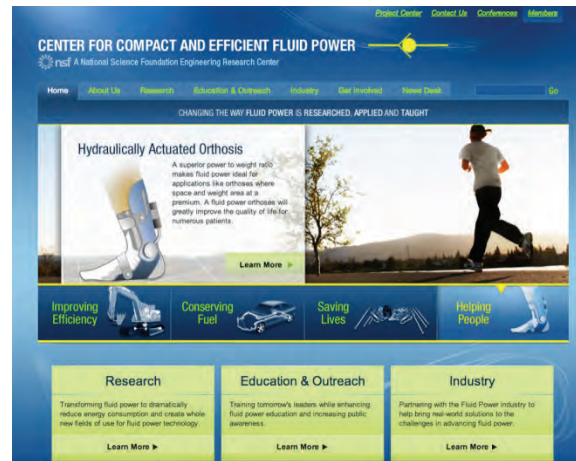 Project Center Contact Us Conferences Members
CENTER FOR COMPACT AND EFFICIENT FLUID POWER
nsf A National Science Foundation Engineering Research Center
Home About Us Research Education & Outreach Industry Get Involved News Desk Go
CHANGING THE WAY FLUID POWER IS RESEARCHED, APPLIED AND TAUGHT
Hydraulically Actuated Orthosis
A superior power to weight ratio
makes fluid power ideal for
applications like orthoses where
space and weight area at a
premium. A fluid power orthoses will
greatly improve the quality of life for
numerous patients.
Learn More
Improving
Efficiency
Conserving
Fuel
Saving
Lives
Helping
People
Research
Transforming fluid power to dramatically
reduce energy consumption and create whole
new fields of use for fluid power technology.
Learn More
Education & Outreach
Training tomorrow's leaders while enhancing
fluid power education and increasing public
awareness.
Learn More
Industry
Partnering with the Fluid Power industry to
help bring real-world solutions to the
challenges in advancing fluid power.
Learn More